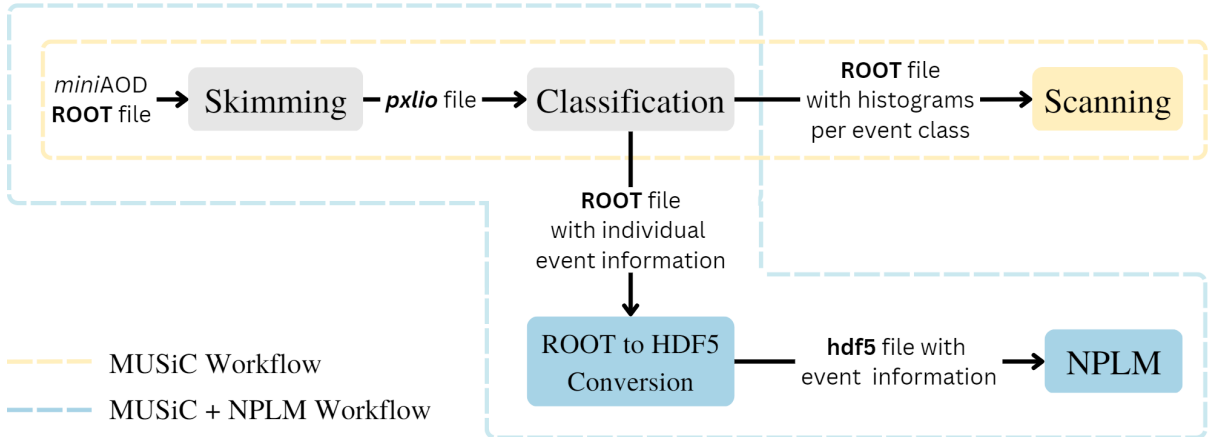 miniAOD
ROOT file
Skimming
pxlio file
Classification
ROOT file
with histograms
per event class
Scanning
ROOT file
with individual
event information
ROOT to HDF5
Conversion
hdf5 file with
event information
NPLM
MUSiC Workflow
MUSiC + NPLM Workflow